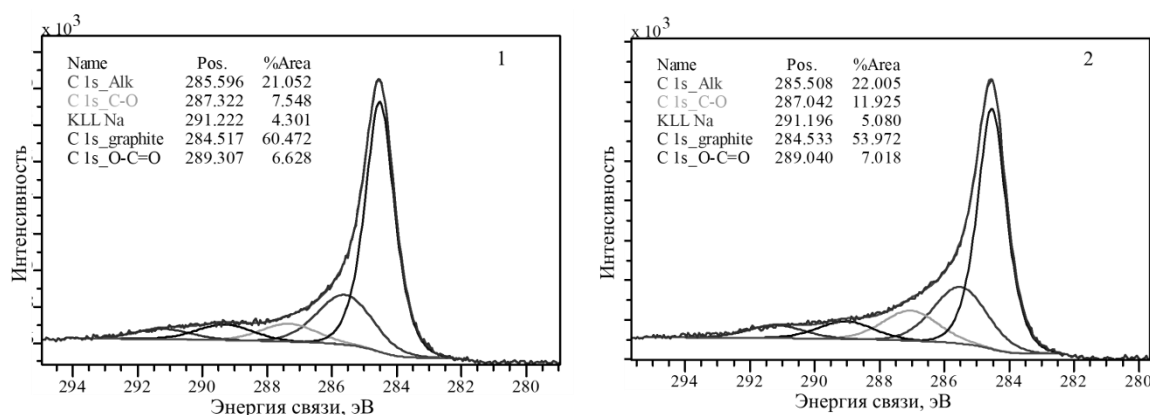 x 10³
1
Name Pos. %Area
C 1s_Alk 285.596 21.052
C 1s_C-O 287.322 7.548
KLL Na 291.222 4.301
C 1s_graphite 284.517 60.472
C 1s_O-C=O 289.307 6.628
Интенсивность
294 292 290 288 286 284 282 280
Энергия связи, эВ
x 10³
2
Name Pos. %Area
C 1s_Alk 285.508 22.005
C 1s_C-O 287.042 11.925
KLL Na 291.196 5.080
C 1s_graphite 284.533 53.972
C 1s_O-C=O 289.040 7.018
Интенсивность
294 292 290 288 286 284 282 280
Энергия связи, эВ